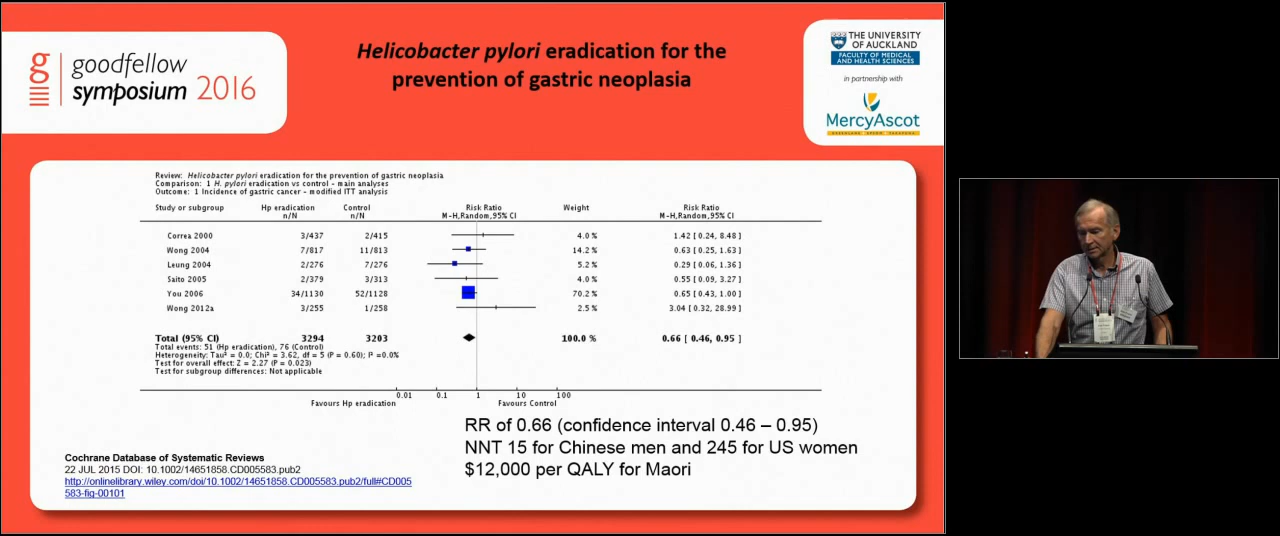 Helicobacter pylori eradication for the
prevention of gastric neoplasia
g goodfellow
symposium 2016
THE UNIVERSITY
OF AUCKLAND
FACULTY OF MEDICAL
AND HEALTH SCIENCES
in partnership with
MercyAscot
Review: Helicobacter pylori eradication for the prevention of gastric neoplasia
Comparison: 1 H. pylori eradication vs control - main analyses
Outcome: 1 Incidence of gastric cancer - modified ITT analysis
Study or subgroup Hp eradication Control Risk Ratio Weight Risk Ratio
n/N n/N M-H,Random,95% CI M-H,Random,95% CI
Correa 2000 3/437 2/415 4.0 % 1.42 [ 0.24, 8.48 ]
Wong 2004 7/817 11/813 14.2 % 0.63 [ 0.25, 1.63 ]
Leung 2004 2/276 7/276 5.2 % 0.29 [ 0.06, 1.36 ]
Saito 2005 2/379 3/313 4.0 % 0.55 [ 0.09, 3.27 ]
You 2006 34/1130 52/1128 70.2 % 0.65 [ 0.43, 1.00 ]
Wong 2012a 3/255 1/258 2.5 % 3.04 [ 0.32, 28.99 ]
Total (95% CI) 3294 3203 100.0 % 0.66 [ 0.46, 0.95 ]
Total events: 51 (Hp eradication), 76 (Control)
Heterogeneity: Tau² = 0.0; Chi² = 3.62, df = 5 (P = 0.60); I² =0.0%
Test for overall effect: Z = 2.27 (P = 0.023)
Test for subgroup differences: Not applicable
0.01 0.1 1 10 100
Favours Hp eradication Favours Control
RR of 0.66 (confidence interval 0.46 – 0.95)
NNT 15 for Chinese men and 245 for US women
$12,000 per QALY for Maori
Cochrane Database of Systematic Reviews
22 JUL 2015 DOI: 10.1002/14651858.CD005583.pub2
http://onlinelibrary.wiley.com/doi/10.1002/14651858.CD005583.pub2/full#CD005
583-fig-00101